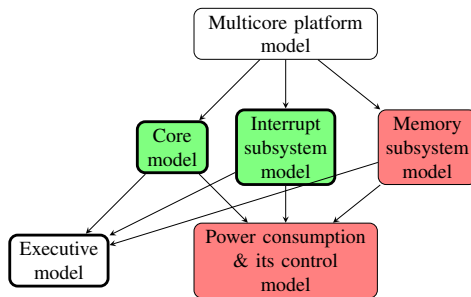 Multicore platform
model
Core
model
Interrupt
subsystem
model
Memory
subsystem
model
Executive
model
Power consumption
& its control
model